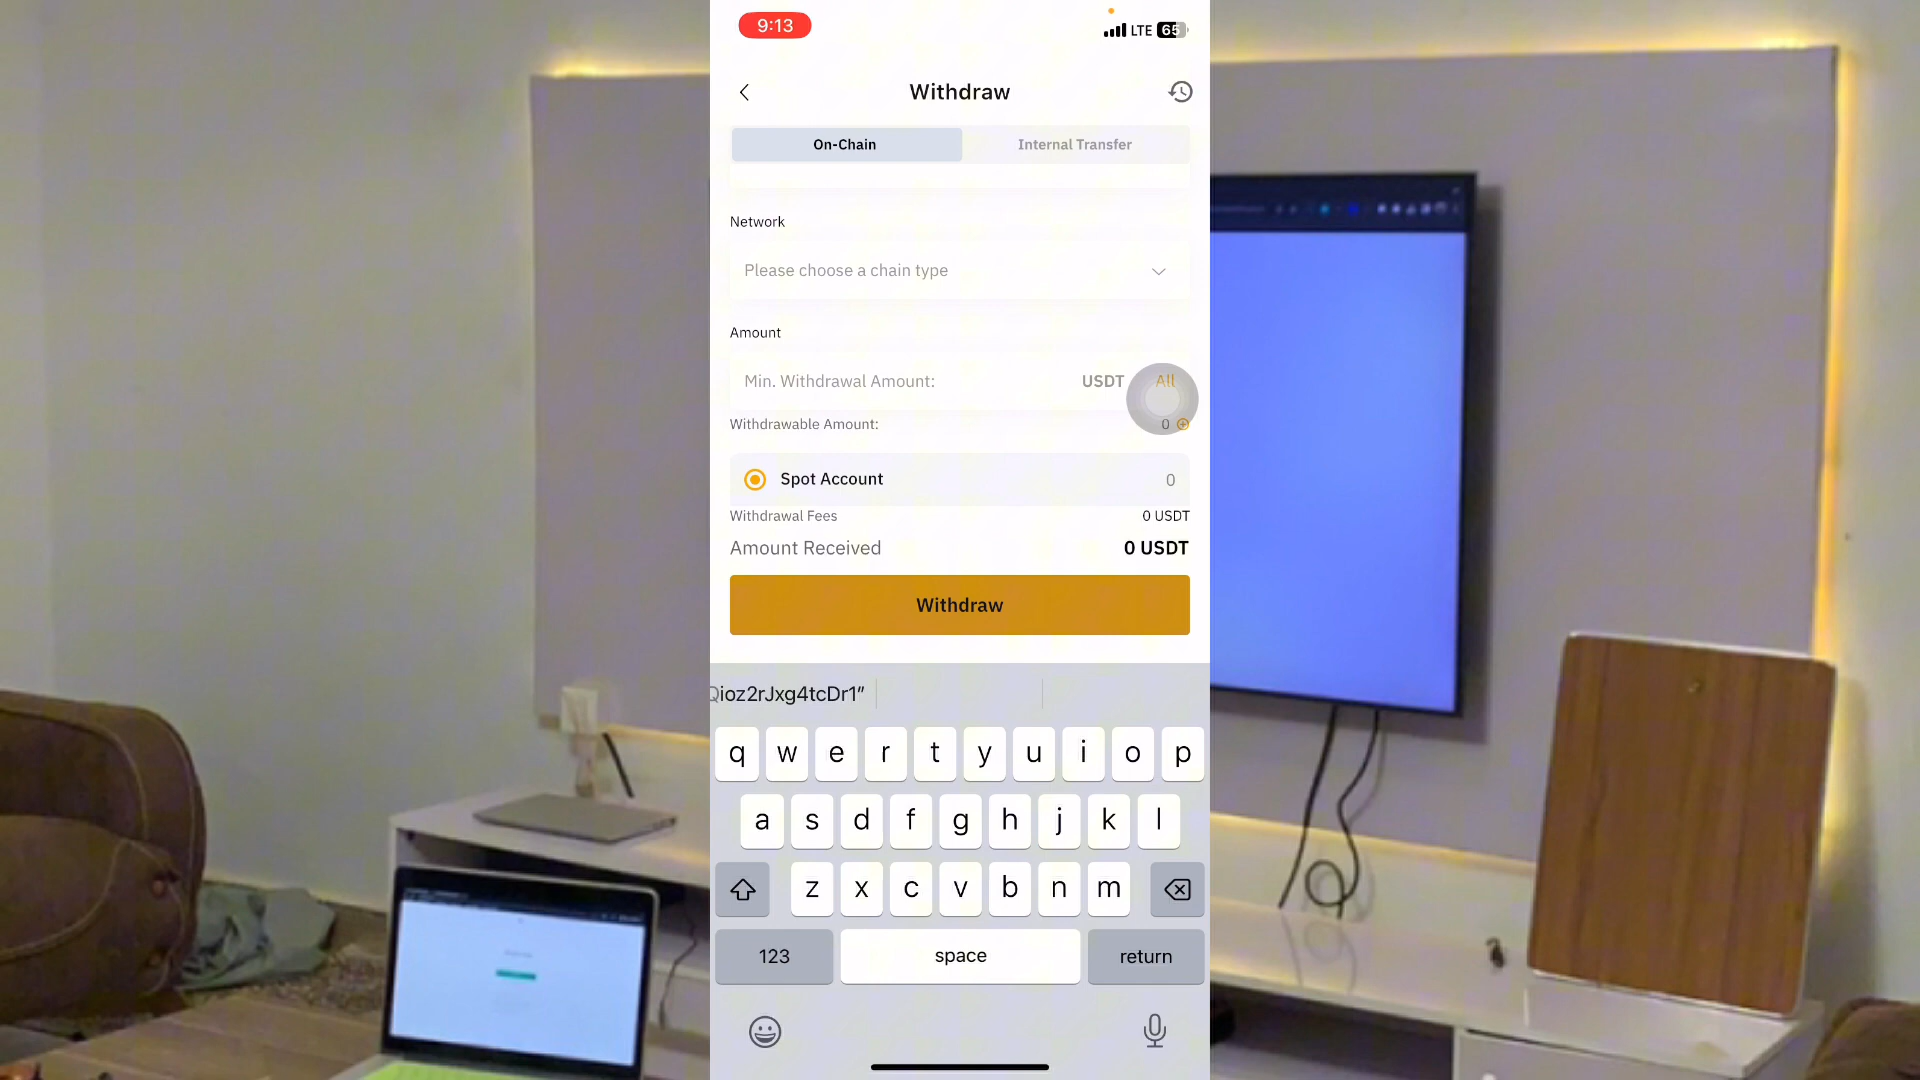 9:13
LTE 65
Withdraw
On-Chain Internal Transfer
Network
Please choose a chain type
Amount
Min. Withdrawal Amount: USDT All
Withdrawable Amount: 0
Spot Account 0
Withdrawal Fees 0 USDT
Amount Received 0 USDT
Withdraw
Qioz2rJxg4tcDr1”
q w e r t y u i o p
a s d f g h j k l
z x c v b n m
123 space return